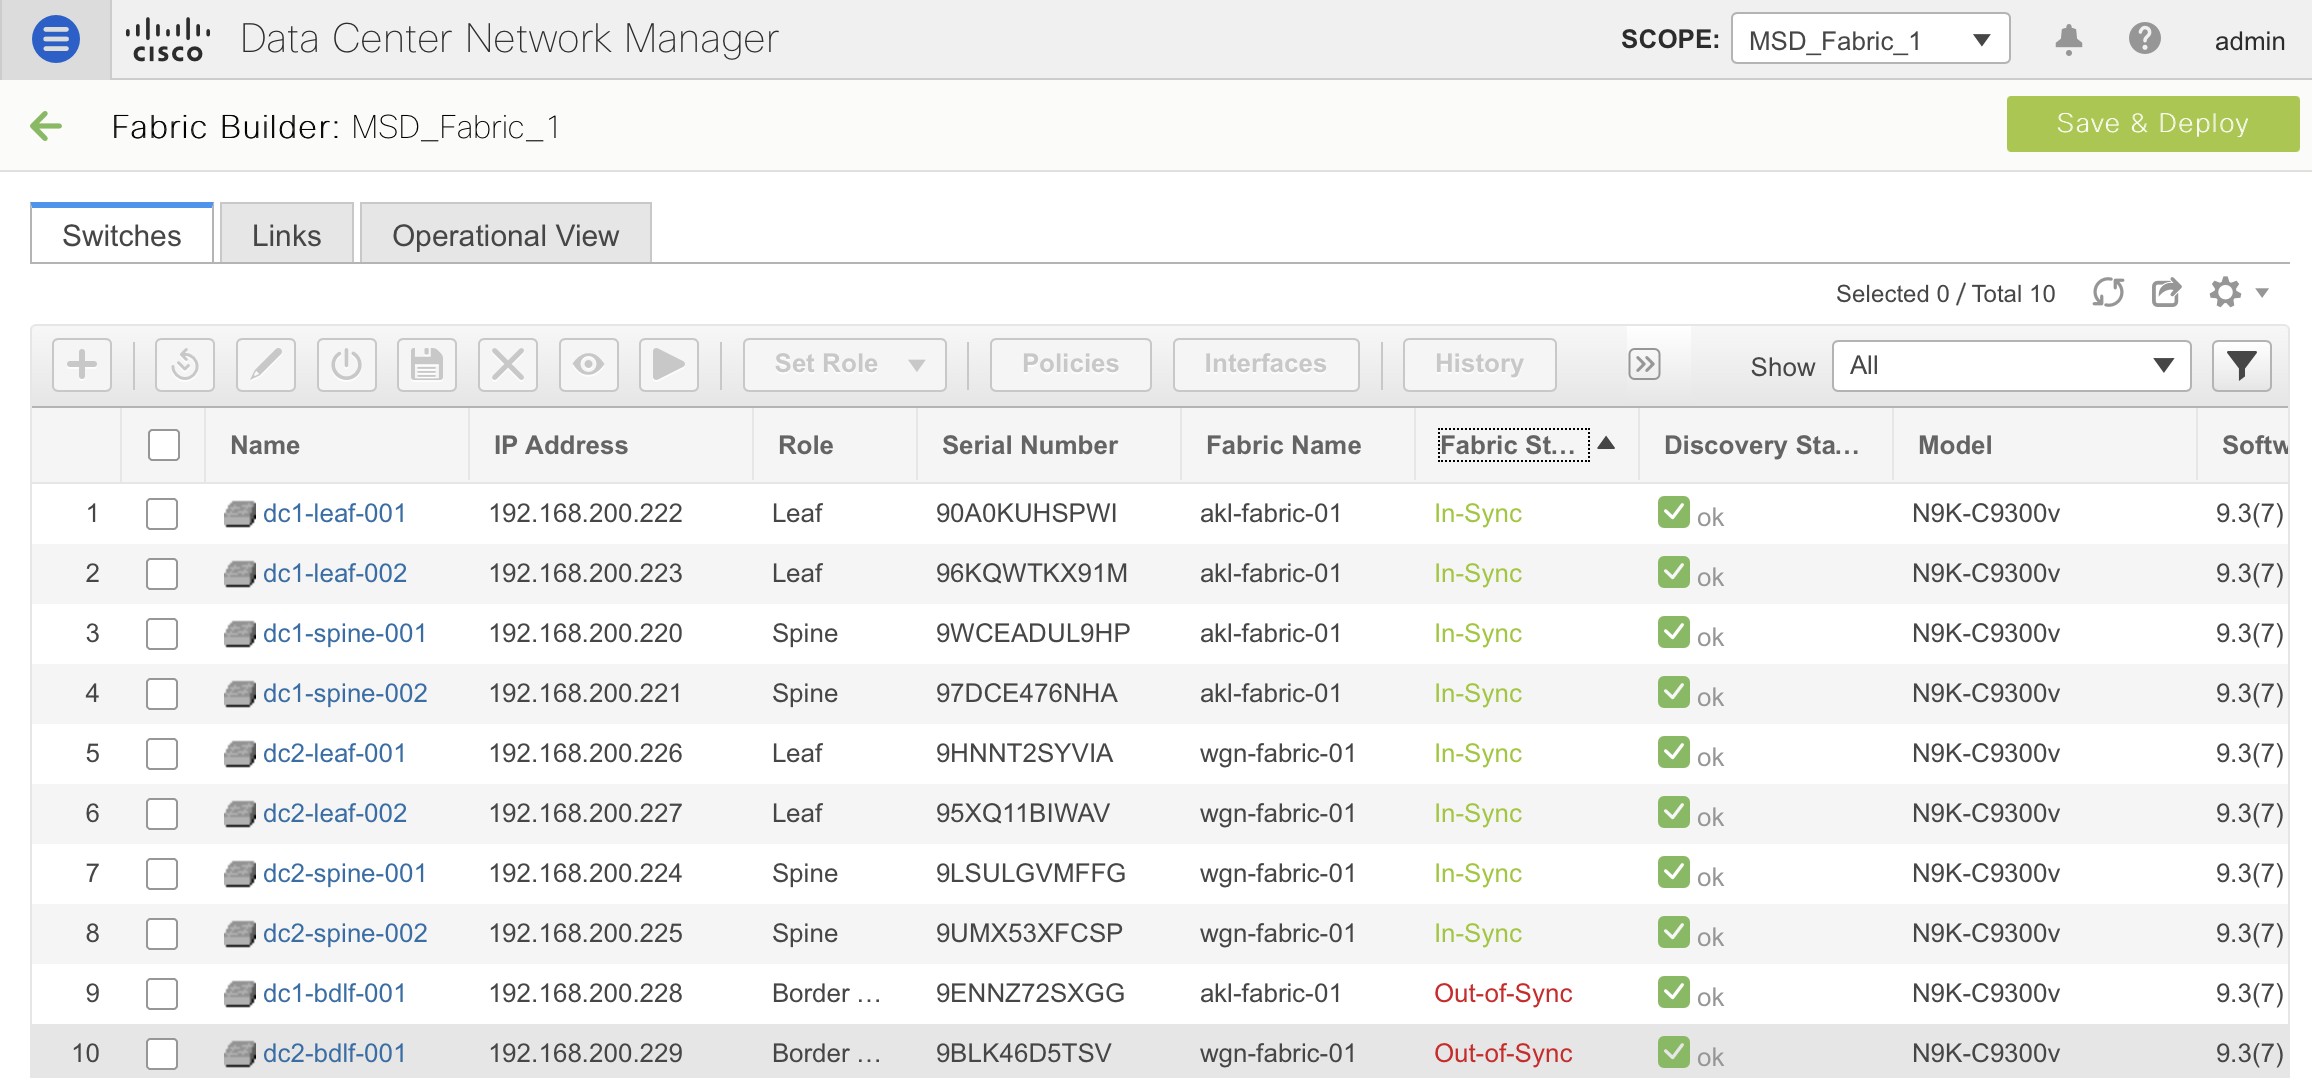 CISCO Data Center Network Manager SCOPE: MSD_Fabric_1 admin
Fabric Builder: MSD_Fabric_1 Save & Deploy
Switches Links Operational View
Selected 0 / Total 10
Set Role Policies Interfaces History Show All
Name IP Address Role Serial Number Fabric Name Fabric St... Discovery Sta... Model Softw
1 dc1-leaf-001 192.168.200.222 Leaf 90A0KUHSPWI akl-fabric-01 In-Sync ok N9K-C9300v 9.3(7)
2 dc1-leaf-002 192.168.200.223 Leaf 96KQWTKX91M akl-fabric-01 In-Sync ok N9K-C9300v 9.3(7)
3 dc1-spine-001 192.168.200.220 Spine 9WCEADUL9HP akl-fabric-01 In-Sync ok N9K-C9300v 9.3(7)
4 dc1-spine-002 192.168.200.221 Spine 97DCE476NHA akl-fabric-01 In-Sync ok N9K-C9300v 9.3(7)
5 dc2-leaf-001 192.168.200.226 Leaf 9HNNT2SYVIA wgn-fabric-01 In-Sync ok N9K-C9300v 9.3(7)
6 dc2-leaf-002 192.168.200.227 Leaf 95XQ11BIWAV wgn-fabric-01 In-Sync ok N9K-C9300v 9.3(7)
7 dc2-spine-001 192.168.200.224 Spine 9LSULGVMFFG wgn-fabric-01 In-Sync ok N9K-C9300v 9.3(7)
8 dc2-spine-002 192.168.200.225 Spine 9UMX53XFCSP wgn-fabric-01 In-Sync ok N9K-C9300v 9.3(7)
9 dc1-bdlf-001 192.168.200.228 Border ... 9ENNZ72SXGG akl-fabric-01 Out-of-Sync ok N9K-C9300v 9.3(7)
10 dc2-bdlf-001 192.168.200.229 Border ... 9BLK46D5TSV wgn-fabric-01 Out-of-Sync ok N9K-C9300v 9.3(7)